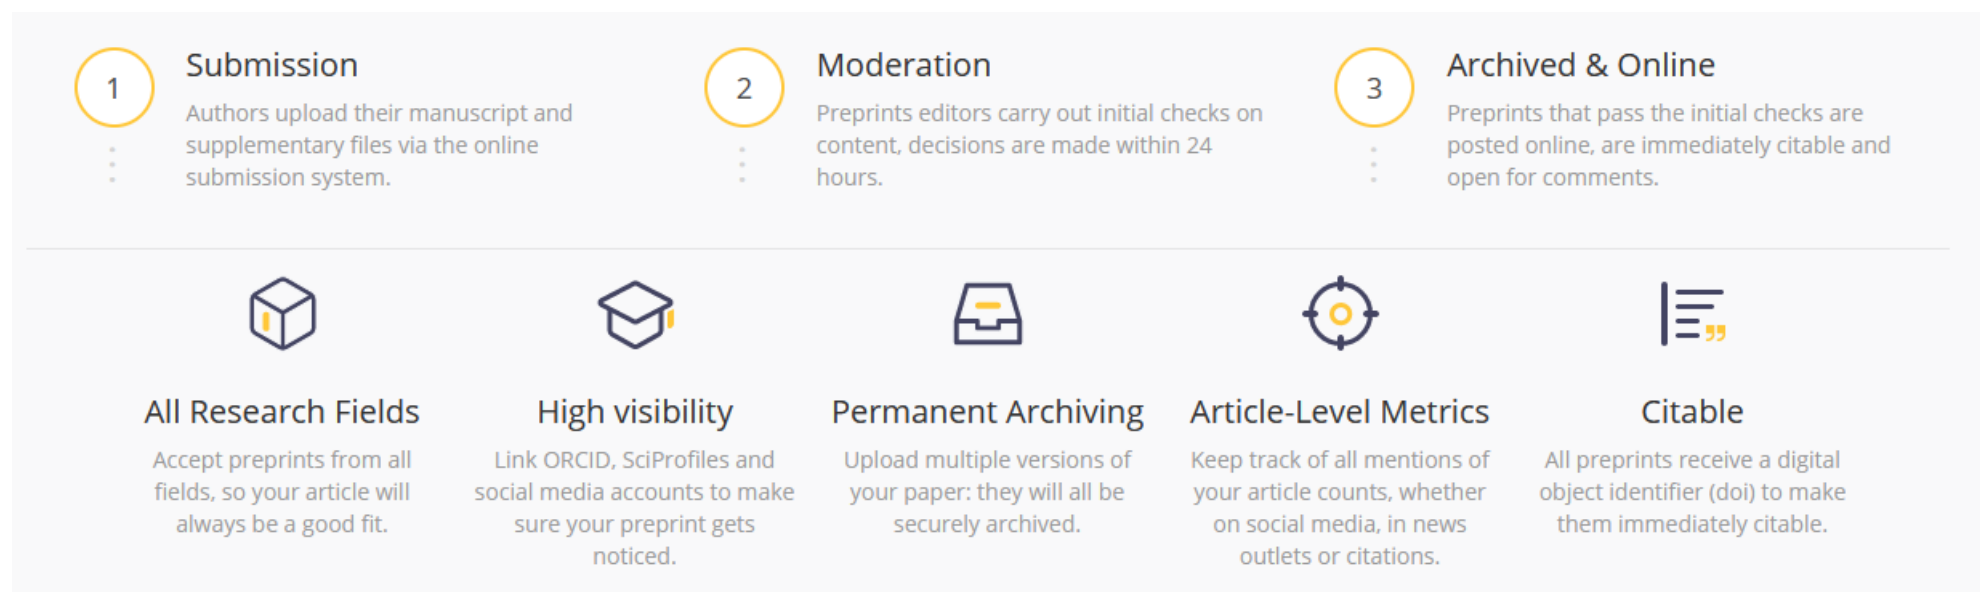 1
Submission
Authors upload their manuscript and
supplementary files via the online
submission system.
2
Moderation
Preprints editors carry out initial checks on
content, decisions are made within 24
hours.
3
Archived & Online
Preprints that pass the initial checks are
posted online, are immediately citable and
open for comments.
All Research Fields
Accept preprints from all
fields, so your article will
always be a good fit.
High visibility
Link ORCID, SciProfiles and
social media accounts to make
sure your preprint gets
noticed.
Permanent Archiving
Upload multiple versions of
your paper: they will all be
securely archived.
Article-Level Metrics
Keep track of all mentions of
your article counts, whether
on social media, in news
outlets or citations.
Citable
All preprints receive a digital
object identifier (doi) to make
them immediately citable.